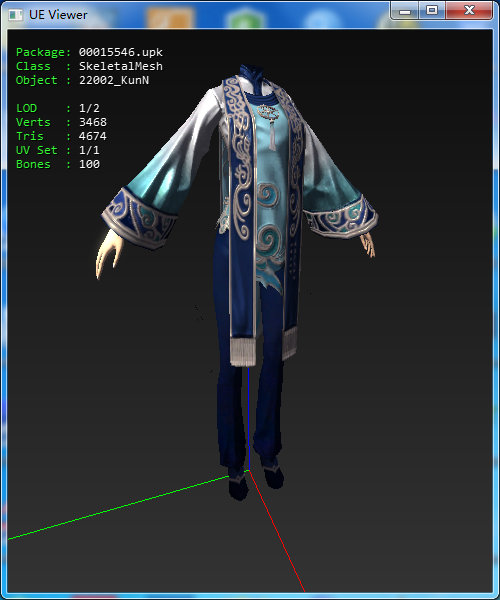 UE Viewer
Package: 00015546.upk
Class : SkeletalMesh
Object : 22002_KunN
LOD : 1/2
Verts : 3468
Tris : 4674
UV Set : 1/1
Bones : 100